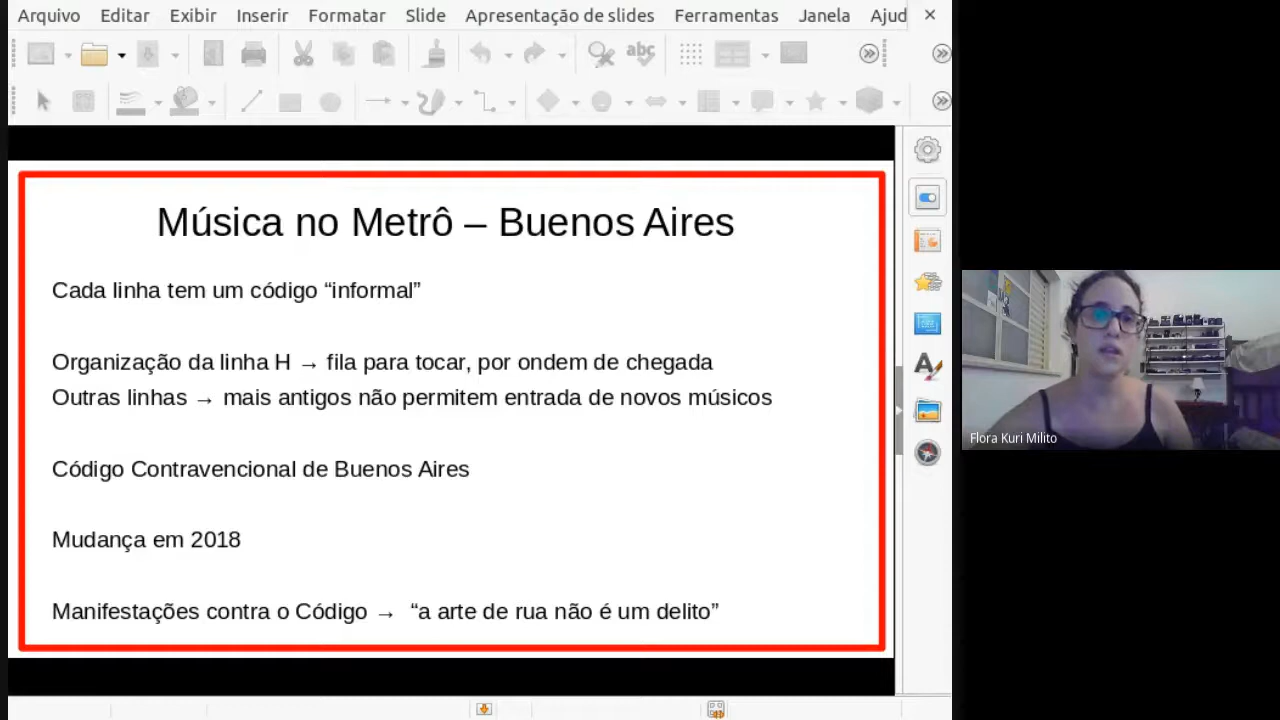 Arquivo Editar Exibir Inserir Formatar Slide Apresentação de slides Ferramentas Janela Ajud
abc
Música no Metrô – Buenos Aires
Cada linha tem um código “informal”
Organização da linha H → fila para tocar, por ondem de chegada
Outras linhas → mais antigos não permitem entrada de novos músicos
Código Contravencional de Buenos Aires
Mudança em 2018
Manifestações contra o Código → “a arte de rua não é um delito”
Flora Kuri Milito